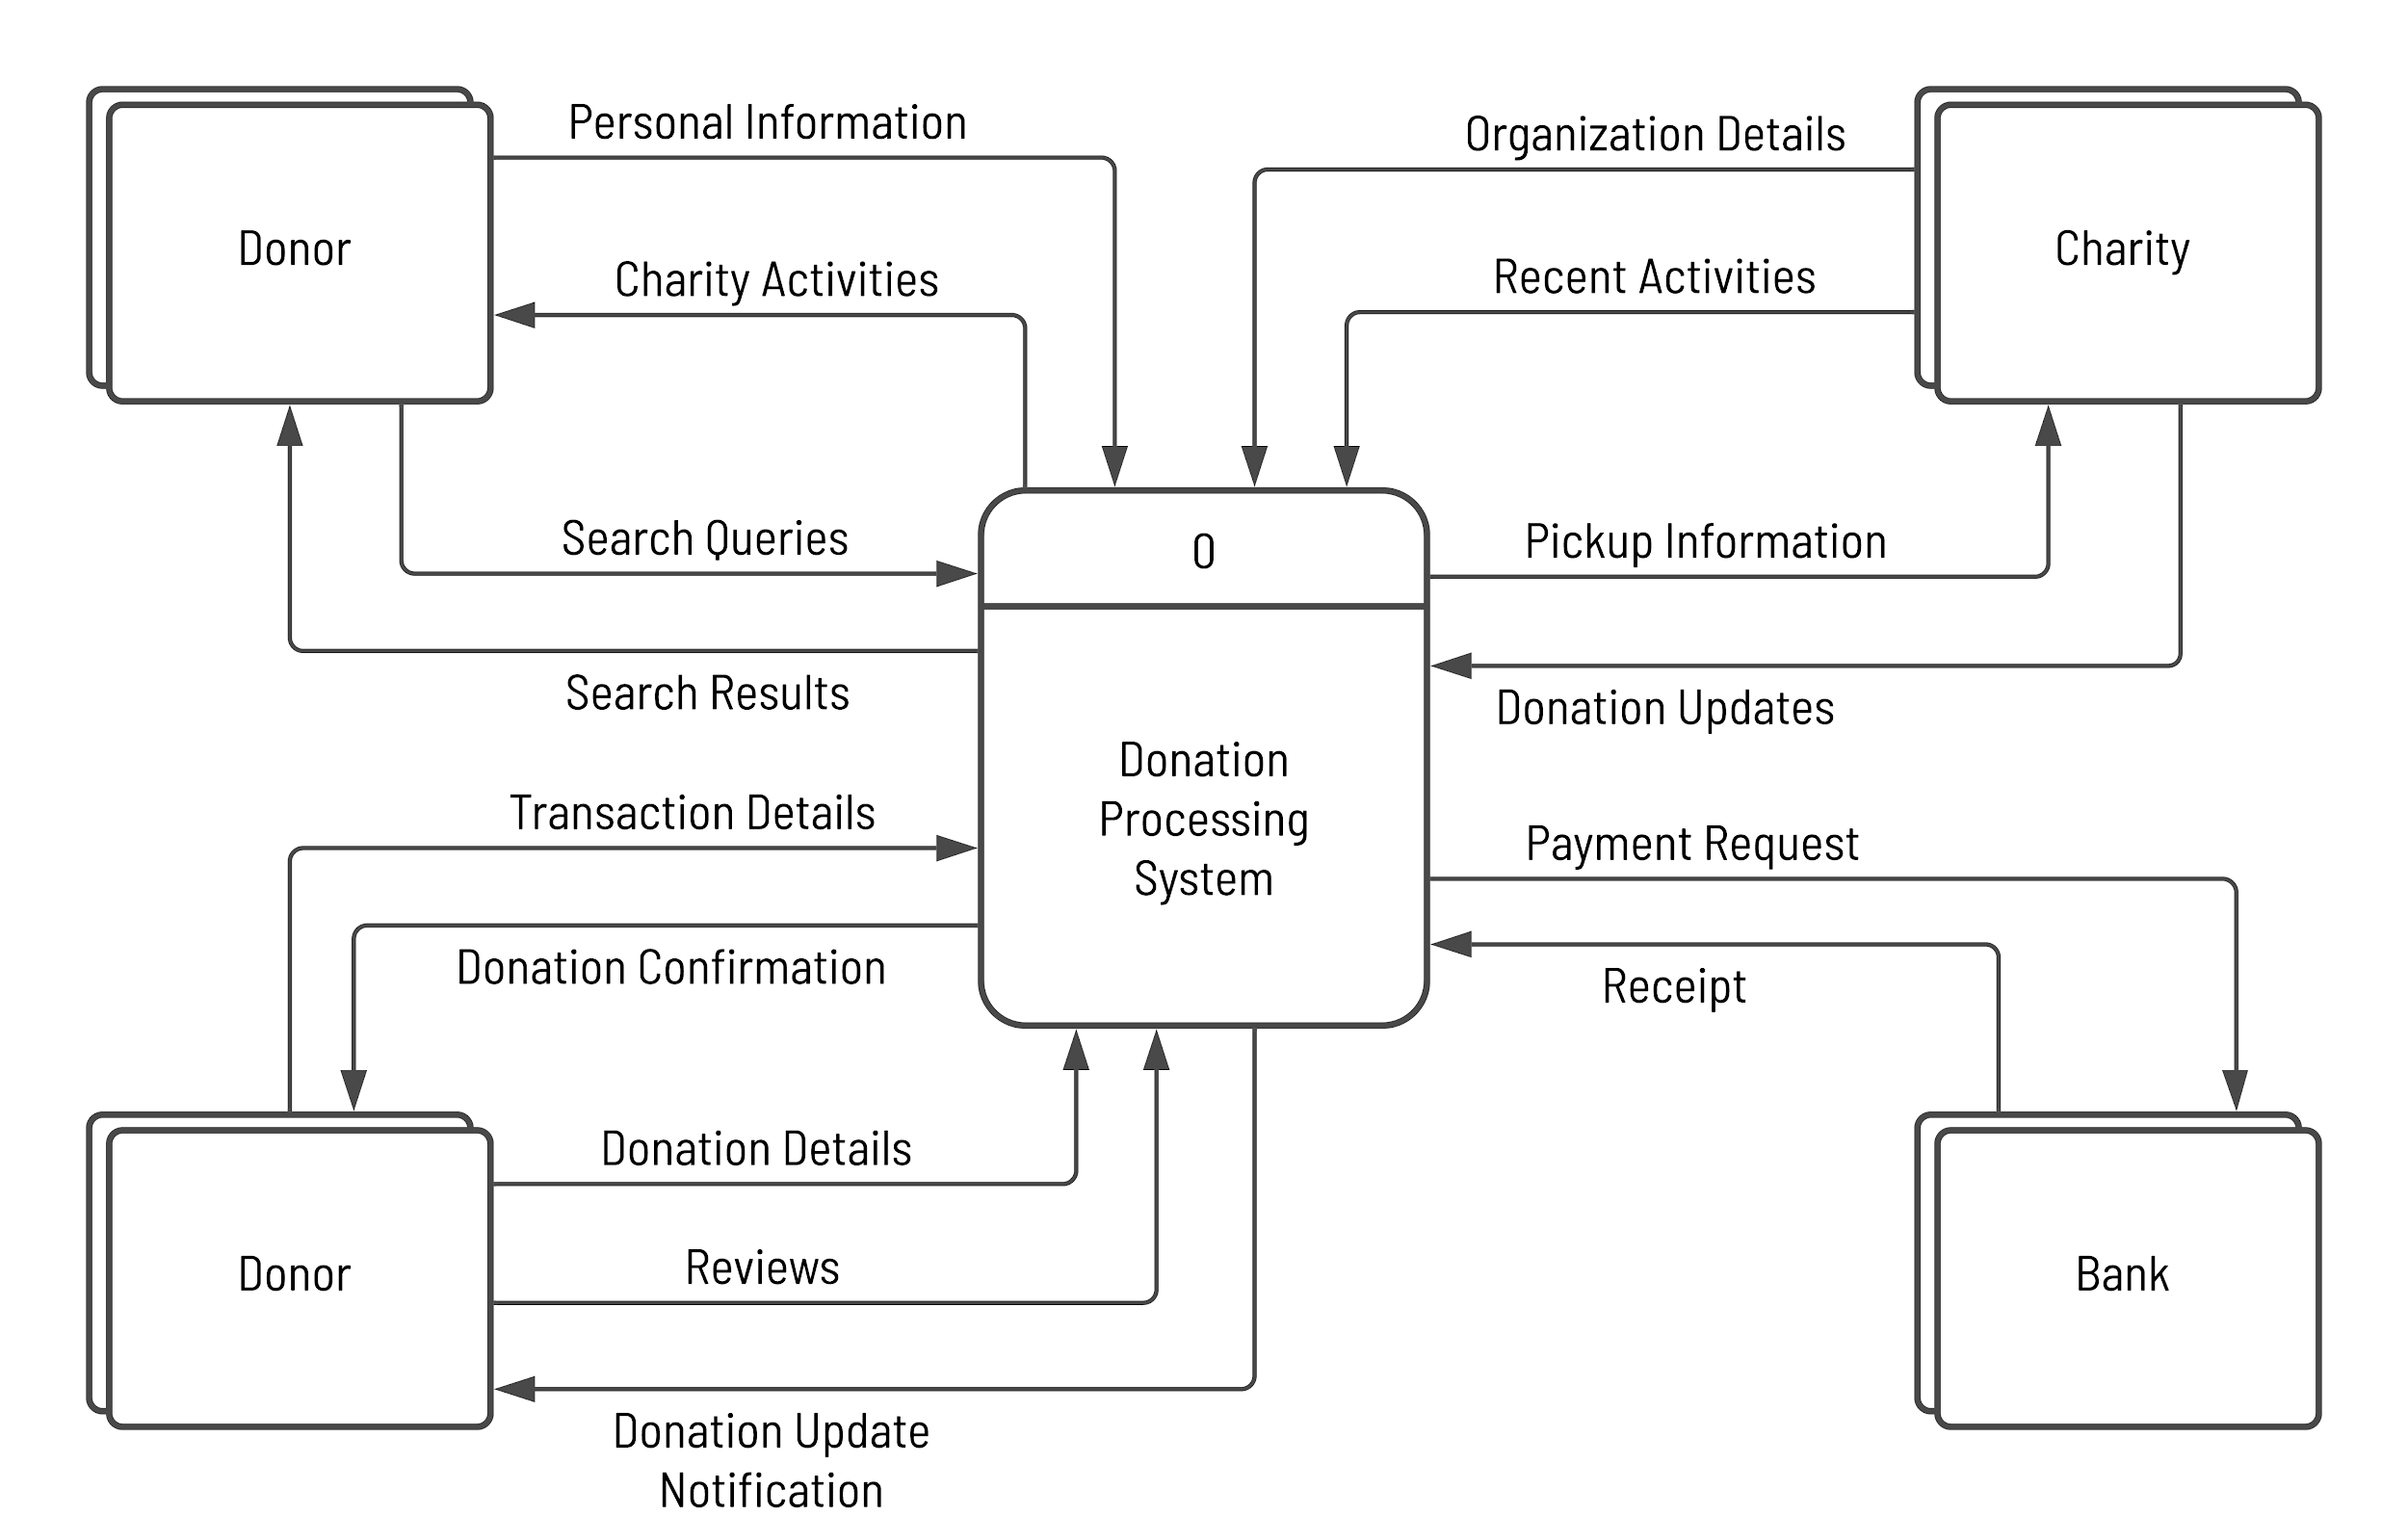 Personal Information
Organization Details
Donor
Charity
Charity Activities
Recent Activities
Search Queries
0
Pickup Information
Search Results
Donation Updates
Donation
Processing
System
Transaction Details
Payment Request
Donation Confirmation
Receipt
Donation Details
Reviews
Donor
Bank
Donation Update
Notification